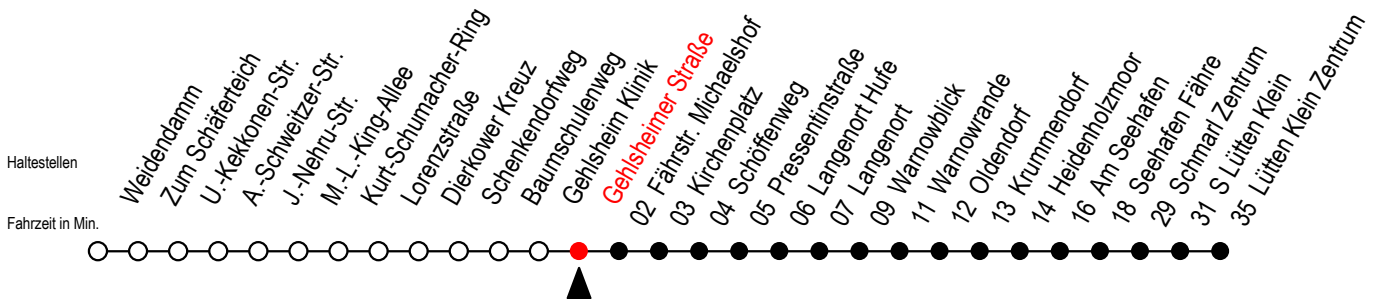 Haltestellen
Fahrzeit in Min.
Weidendamm
Zum Schäferteich
U.-Kekkonen-Str.
A.-Schweitzer-Str.
J.-Nehru-Str.
M.-L.-King-Allee
Kurt-Schumacher-Ring
Lorenzstraße
Dierkower Kreuz
Schenkendorfweg
Baumschulenweg
Gehlsheim Klinik
Gehlsheimer Straße
02 Fährstr. Michaelshof
03 Kirchenplatz
04 Schöffenweg
05 Pressentinstraße
06 Langenort Hufe
07 Langenort
09 Warnowblick
11 Warnowrande
12 Oldendorf
13 Krummendorf
14 Heidenholzmoor
16 Am Seehafen
18 Seehafen Fähre
29 Schmarl Zentrum
31 S Lütten Klein
35 Lütten Klein Zentrum